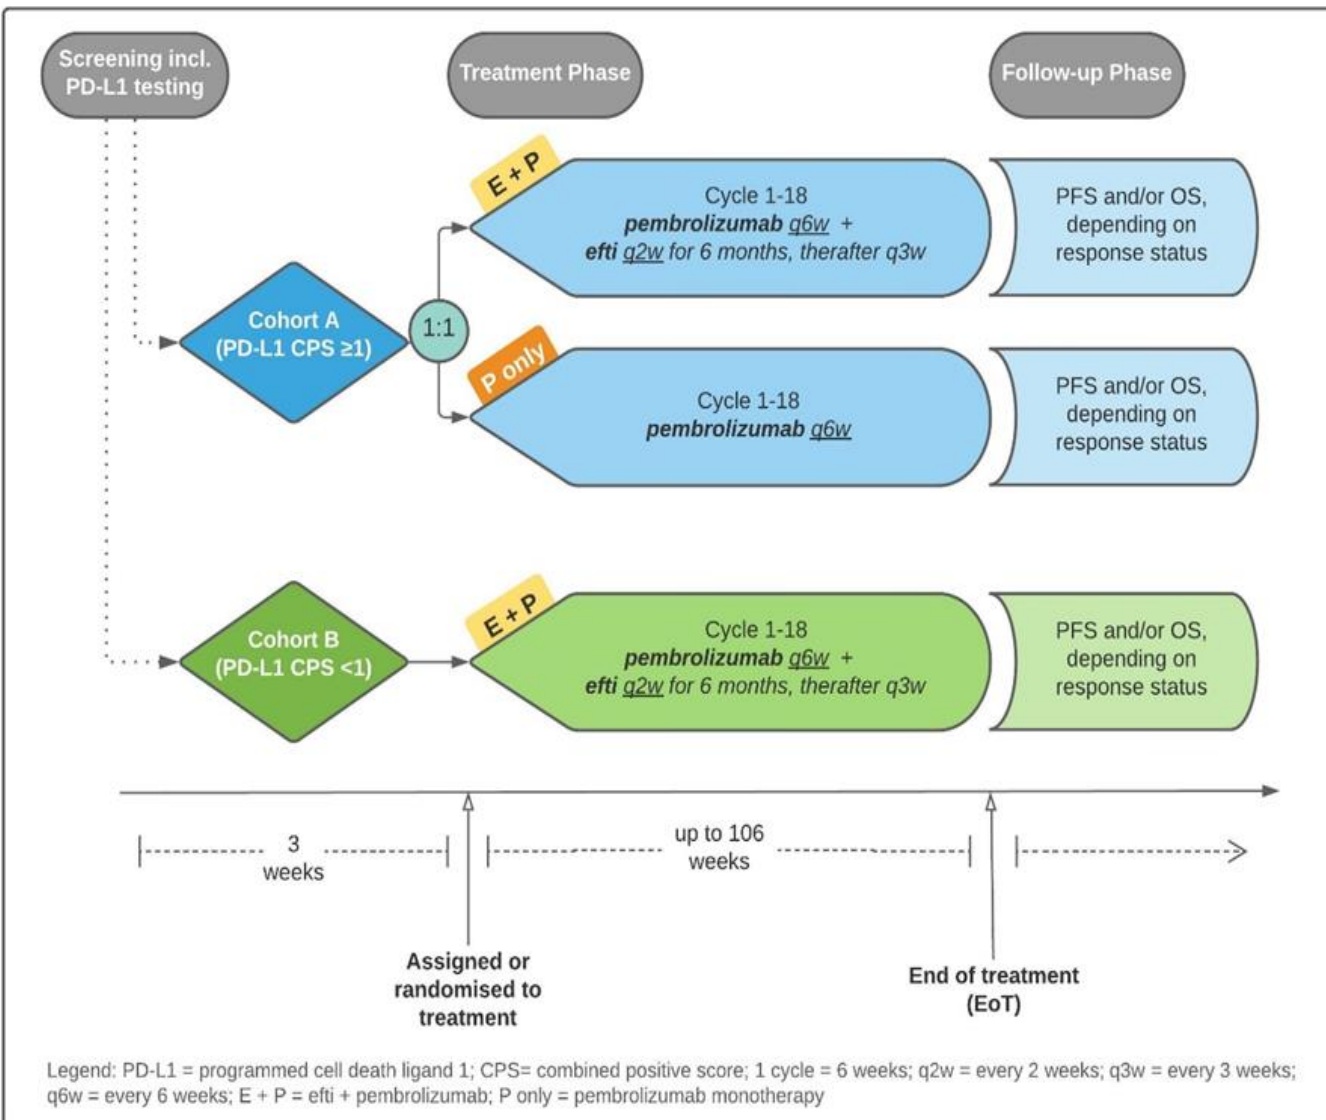 Screening incl.
PD-L1 testing
Treatment Phase
Follow-up Phase
E + P
Cycle 1-18
pembrolizumab q6w +
efti q2w for 6 months, therafter q3w
PFS and/or OS,
depending on
response status
Cohort A
(PD-L1 CPS ≥1)
1:1
P only
Cycle 1-18
pembrolizumab q6w
PFS and/or OS,
depending on
response status
Cohort B
(PD-L1 CPS <1)
E + P
Cycle 1-18
pembrolizumab q6w +
efti q2w for 6 months, therafter q3w
PFS and/or OS,
depending on
response status
3
weeks
up to 106
weeks
Assigned or
randomised to
treatment
End of treatment
(EoT)
Legend: PD-L1 = programmed cell death ligand 1; CPS= combined positive score; 1 cycle = 6 weeks; q2w = every 2 weeks; q3w = every 3 weeks;
q6w = every 6 weeks; E + P = efti + pembrolizumab; P only = pembrolizumab monotherapy